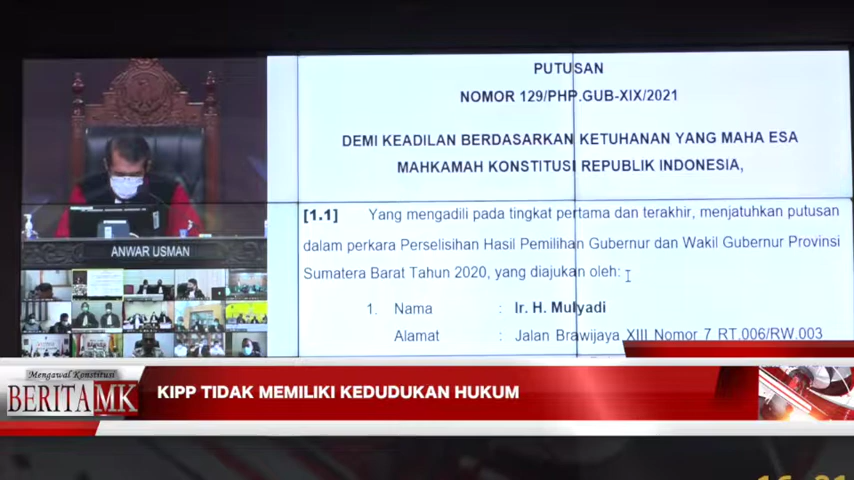 PUTUSAN
NOMOR 129/PHP.GUB-XIX/2021
DEMI KEADILAN BERDASARKAN KETUHANAN YANG MAHA ESA
MAHKAMAH KONSTITUSI REPUBLIK INDONESIA,
[1.1] Yang mengadili pada tingkat pertama dan terakhir, menjatuhkan putusan
dalam perkara Perselisihan Hasil Pemilihan Gubernur dan Wakil Gubernur Provinsi
Sumatera Barat Tahun 2020, yang diajukan oleh:
1. Nama : Ir. H. Mulyadi
Alamat : Jalan Brawijaya XIII Nomor 7 RT.006/RW.003
ANWAR USMAN
Mengawal Konstitusi
BERITA MK
KIPP TIDAK MEMILIKI KEDUDUKAN HUKUM